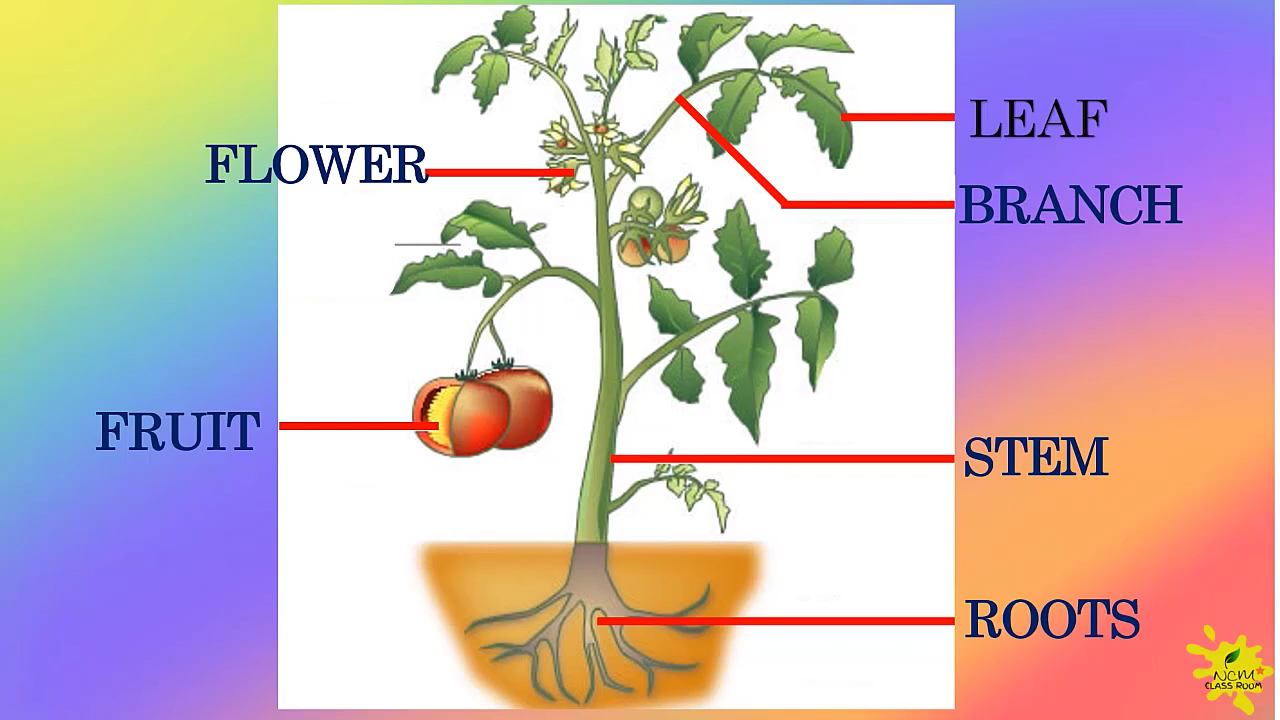 LEAF
FLOWER
BRANCH
FRUIT
STEM
ROOTS
NCM
CLASS ROOM